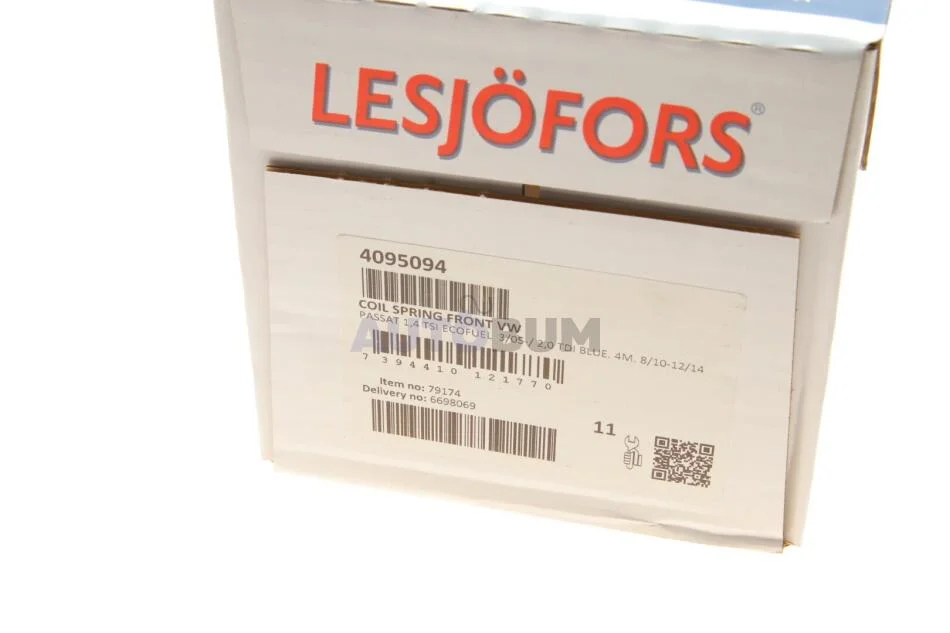 LESJÖFORS®
4095094
COIL SPRING FRONT VW
PASSAT 1,4 TSI ECOFUEL. 3/05-/ 2,0 TDI BLUE. 4M. 8/10-12/14
AUTOBUM
7 394410 121770
Item no: 79174
Delivery no: 6698069
11